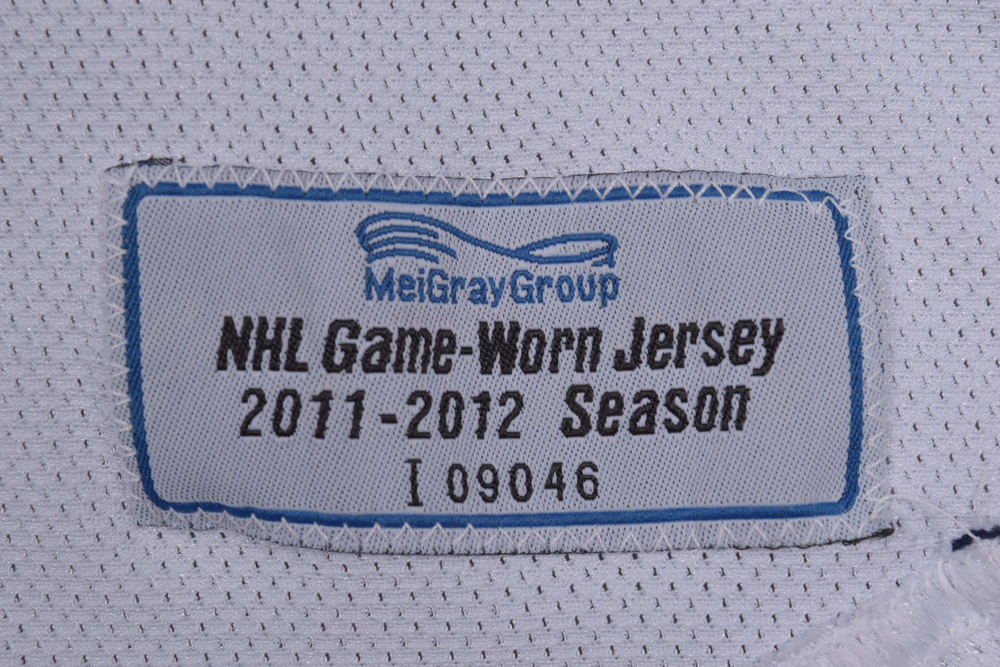 MeiGrayGroup
NHL Game-Worn Jersey
2011-2012 Season
I 09046